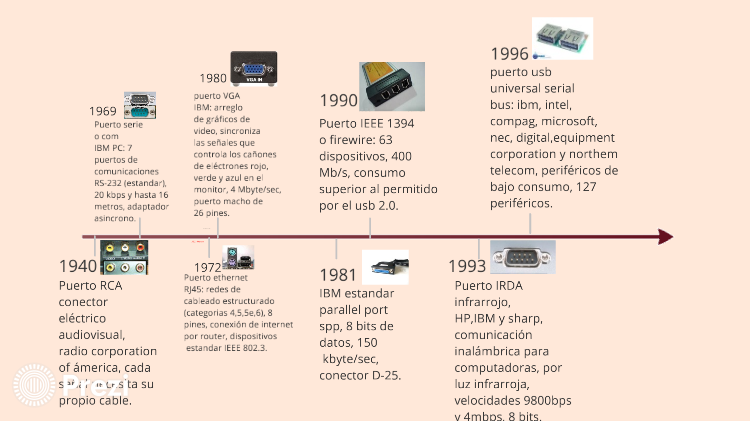 1969
Puerto serie
o com
IBM PC: 7
puertos de
comunicaciones
RS-232 (estandar),
20 kbps y hasta 16
metros, adaptador
asincrono.
1980
VGA IN
puerto VGA
IBM: arreglo
de gráficos de
video, sincroniza
las señales que
controla los cañones
de eléctrones rojo,
verde y azul en el
monitor, 4 Mbyte/sec,
puerto macho de
26 pines.
1990
Puerto IEEE 1394
o firewire: 63
dispositivos, 400
Mb/s, consumo
superior al permitido
por el usb 2.0.
1996
puerto usb
universal serial
bus: ibm, intel,
compag, microsoft,
nec, digital,equipment
corporation y northem
telecom, periféricos de
bajo consumo, 127
periféricos.
1940
Puerto RCA
conector
eléctrico
audiovisual,
radio corporation
of ámerica, cada
señal necesita su
propio cable.
Prezi
1972
Puerto ethernet
RJ45: redes de
cableado estructurado
(categorias 4,5,5e,6), 8
pines, conexión de internet
por router, dispositivos
estandar IEEE 802.3.
1981
IBM estandar
parallel port
spp, 8 bits de
datos, 150
kbyte/sec,
conector D-25.
1993
Puerto IRDA
infrarrojo,
HP,IBM y sharp,
comunicación
inalámbrica para
computadoras, por
luz infrarroja,
velocidades 9800bps
y 4mbps, 8 bits.